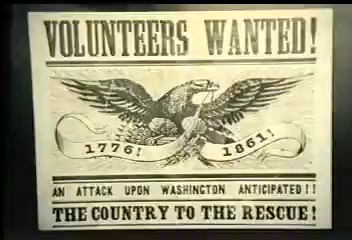 VOLUNTEERS WANTED!
1776! 1861!
AN ATTACK UPON WASHINGTON ANTICIPATED!!
THE COUNTRY TO THE RESCUE!